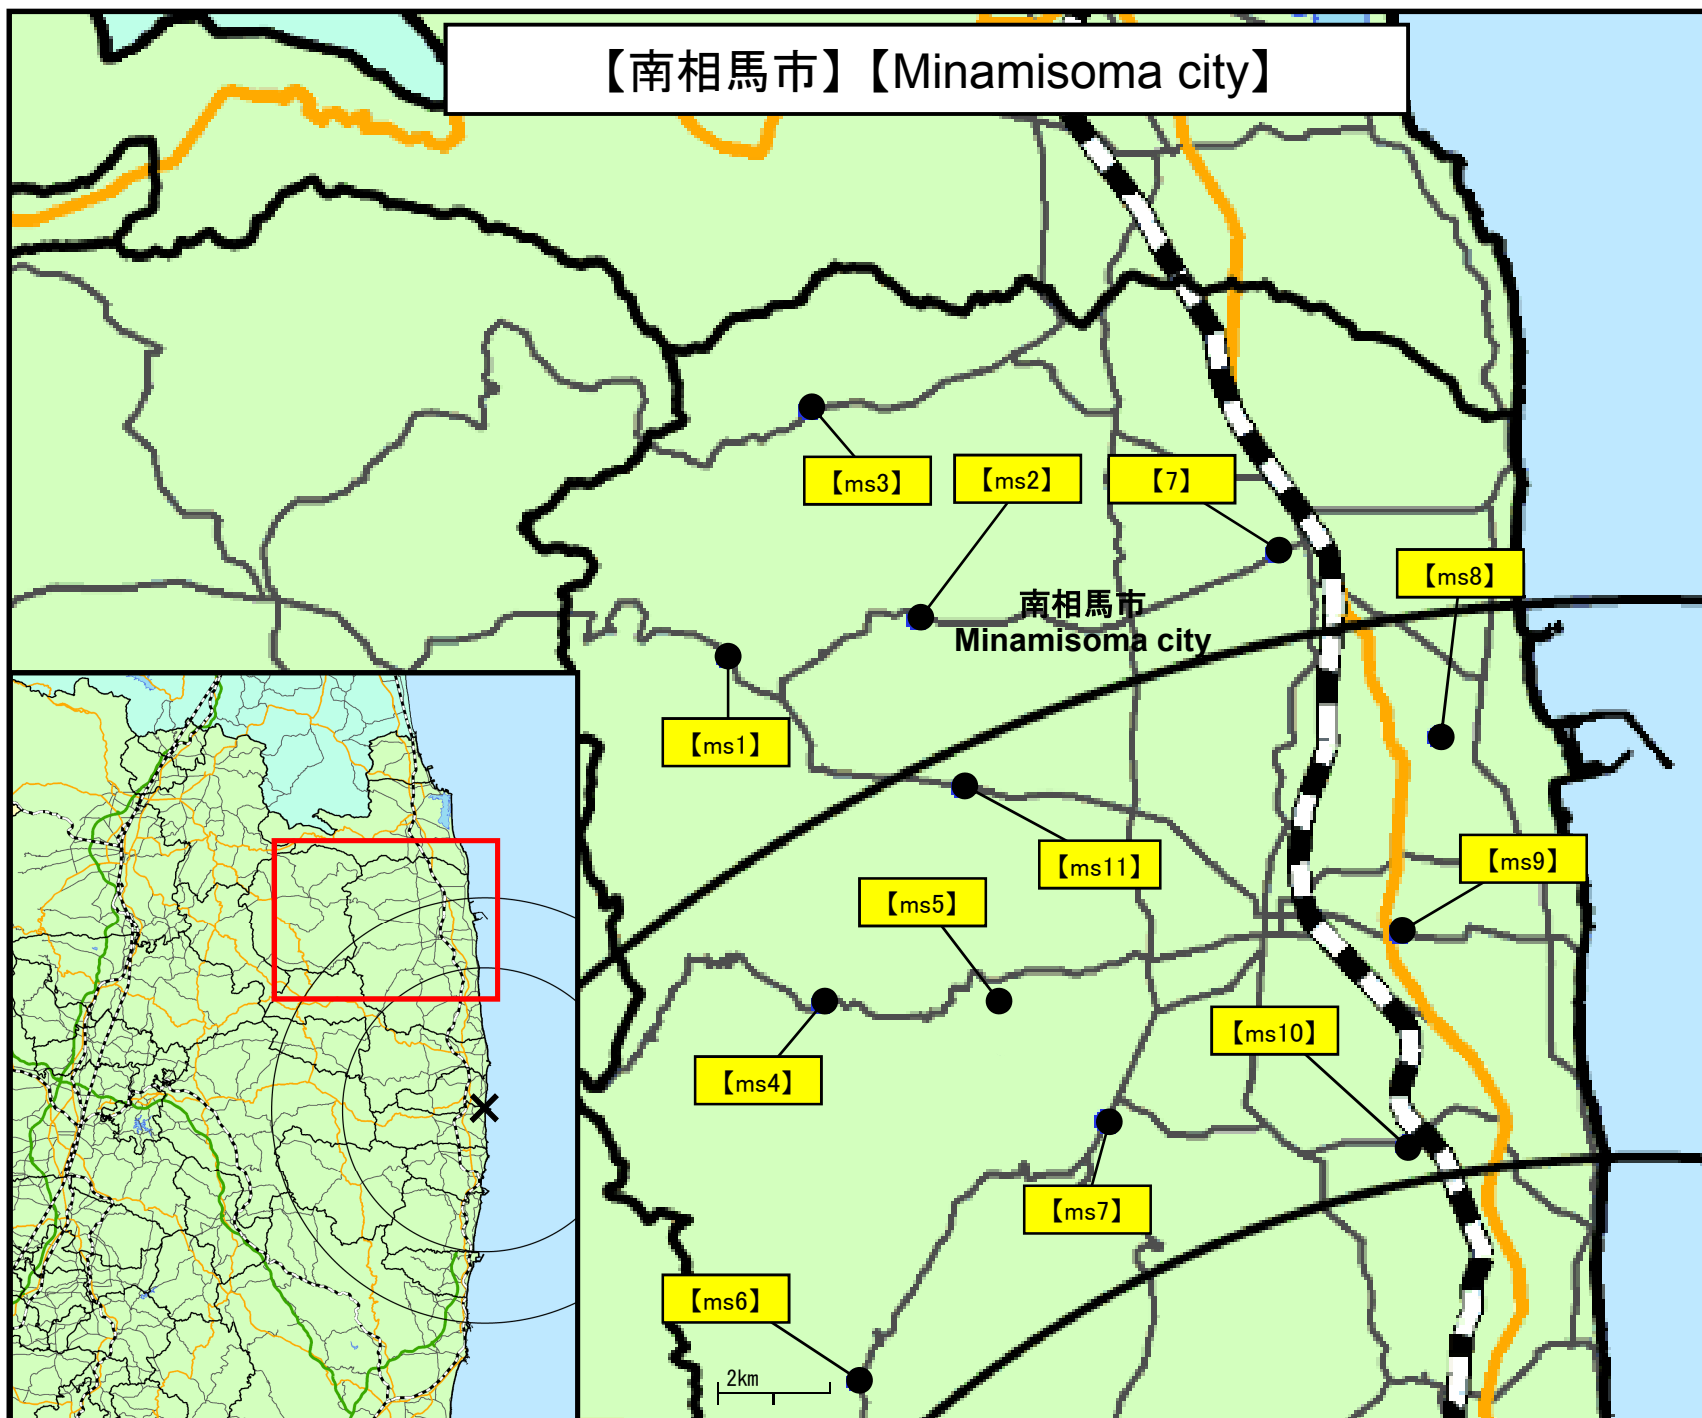 【南相馬市】【Minamisoma city】
【ms3】
【ms2】
【7】
【ms8】
南相馬市
Minamisoma city
【ms1】
【ms11】
【ms9】
【ms5】
【ms10】
【ms4】
【ms7】
【ms6】
2km